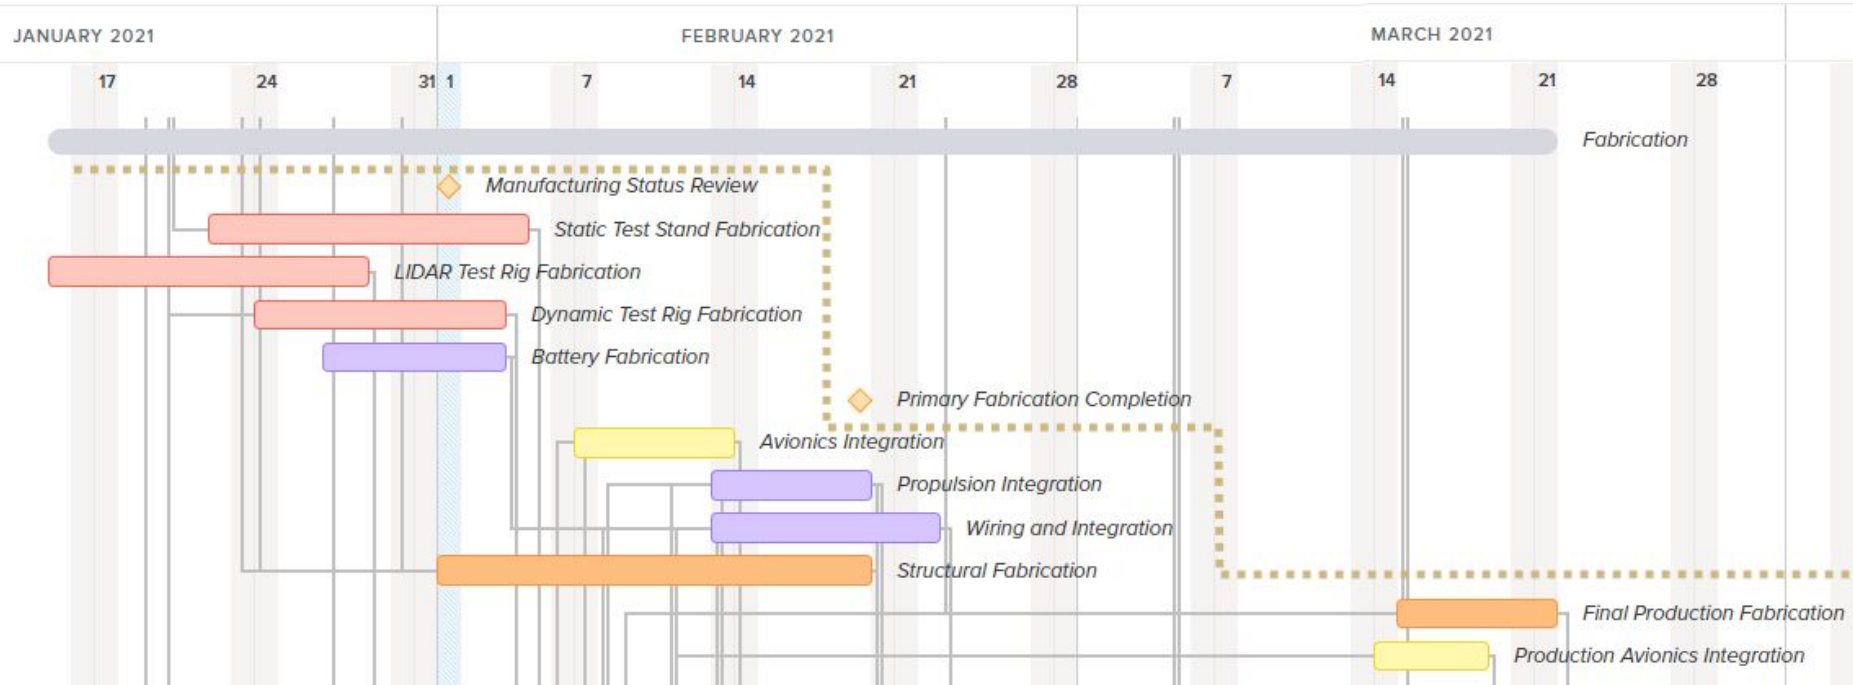 JANUARY 2021 FEBRUARY 2021 MARCH 2021
17 24 31 1 7 14 21 28 7 14 21 28
Fabrication
Manufacturing Status Review
Static Test Stand Fabrication
LIDAR Test Rig Fabrication
Dynamic Test Rig Fabrication
Battery Fabrication
Primary Fabrication Completion
Avionics Integration
Propulsion Integration
Wiring and Integration
Structural Fabrication
Final Production Fabrication
Production Avionics Integration